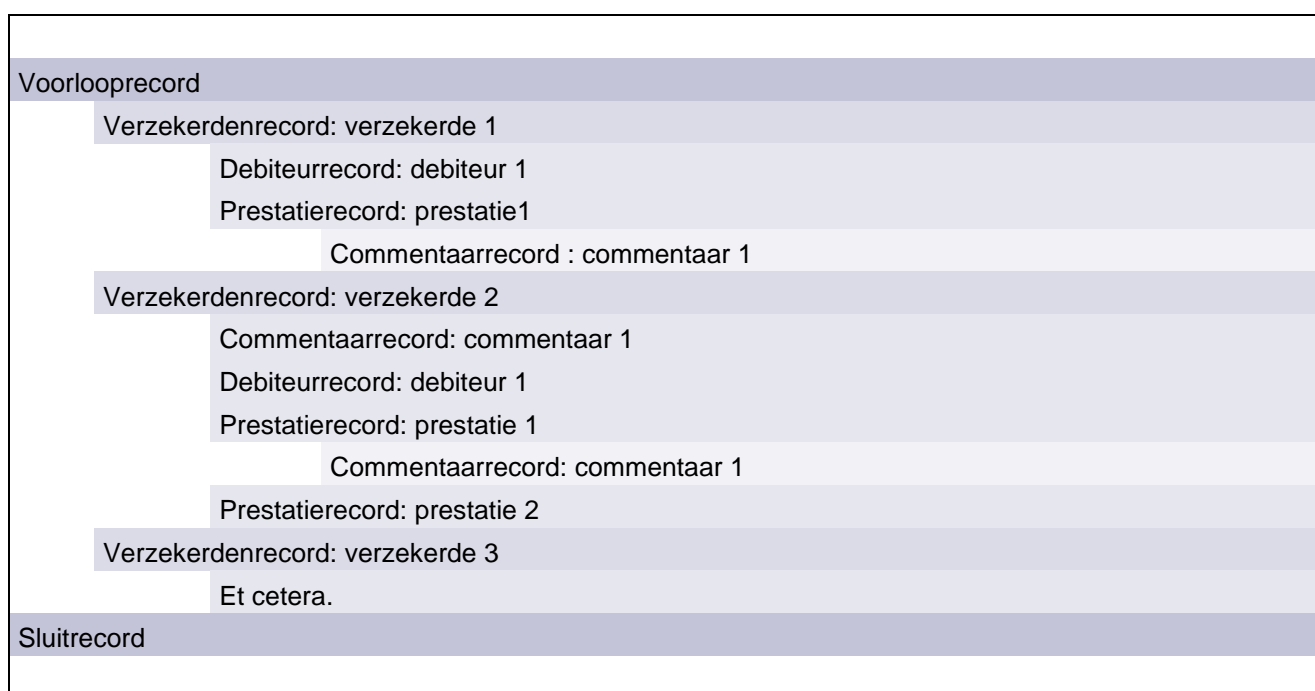 Voorlooprecord
Verzekerdenrecord: verzekerde 1
Debiteurrecord: debiteur 1
Prestatierecord: prestatie1
Commentaarrecord : commentaar 1
Verzekerdenrecord: verzekerde 2
Commentaarrecord: commentaar 1
Debiteurrecord: debiteur 1
Prestatierecord: prestatie 1
Commentaarrecord: commentaar 1
Prestatierecord: prestatie 2
Verzekerdenrecord: verzekerde 3
Et cetera.
Sluitrecord